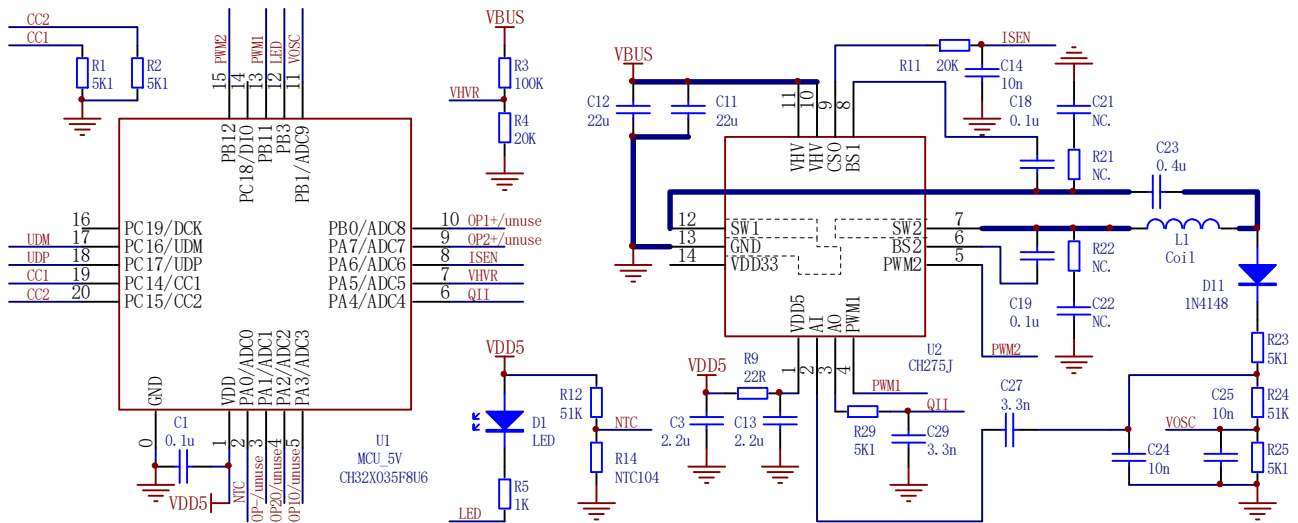 CC2
CC1
R1
5K1
R2
5K1
PWM2
PWM1
LED
VOSC
15
14
13
12
11
PB12
PC18/DIO
PB11
PB3
PB1/ADC9
16
PC19/DCK
UDM
17
PC16/UDM
UDP
18
PC17/UDP
CC1
19
PC14/CC1
CC2
20
PC15/CC2
PB0/ADC8
10
OP1+/unuse
PA7/ADC7
9
OP2+/unuse
PA6/ADC6
8
ISEN
PA5/ADC5
7
VHVR
PA4/ADC4
6
QII
GND
VDD
PA0/ADC0
PA1/ADC1
PA2/ADC2
PA3/ADC3
0
1
2
3
4
5
NTC
OP-/unuse
OP2O/unuse
OP1O/unuse
C1
0.1u
VDD5
U1
MCU_5V
CH32X035F8U6
VBUS
R3
100K
VHVR
R4
20K
VDD5
D1
LED
R5
1K
LED
R12
51K
NTC
R14
NTC104
VBUS
C12
22u
C11
22u
11
10
9
8
VHV
VHV
CSO
BS1
R11
20K
ISEN
C14
10n
C18
0.1u
C21
NC.
R21
NC.
C23
0.4u
12
SW1
13
GND
14
VDD33
SW2
7
BS2
6
PWM2
5
VDD5
AI
AO
PWM1
1
2
3
4
U2
CH275J
L1
Coil
R22
NC.
C19
0.1u
C22
NC.
PWM2
D11
1N4148
R23
5K1
VDD5
R9
22R
C3
2.2u
C13
2.2u
PWM1
R29
5K1
QII
C29
3.3n
C27
3.3n
C25
10n
R24
51K
VOSC
C24
10n
R25
5K1